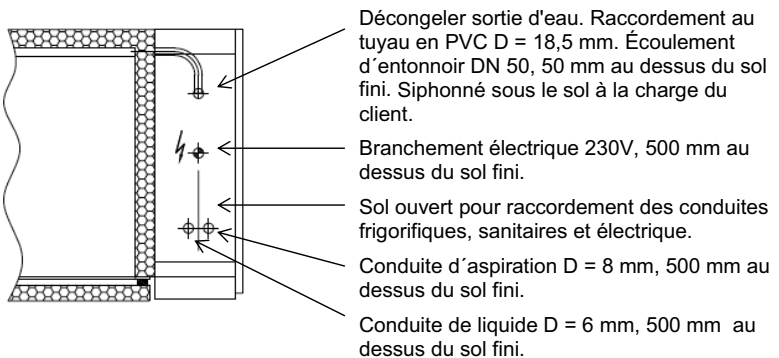 Décongeler sortie d'eau. Raccordement au
tuyau en PVC D = 18,5 mm. Écoulement
d´entonnoir DN 50, 50 mm au dessus du sol
fini. Siphonné sous le sol à la charge du
client.
Branchement électrique 230V, 500 mm au
dessus du sol fini.
Sol ouvert pour raccordement des conduites
frigorifiques, sanitaires et électrique.
Conduite d´aspiration D = 8 mm, 500 mm au
dessus du sol fini.
Conduite de liquide D = 6 mm, 500 mm  au
dessus du sol fini.